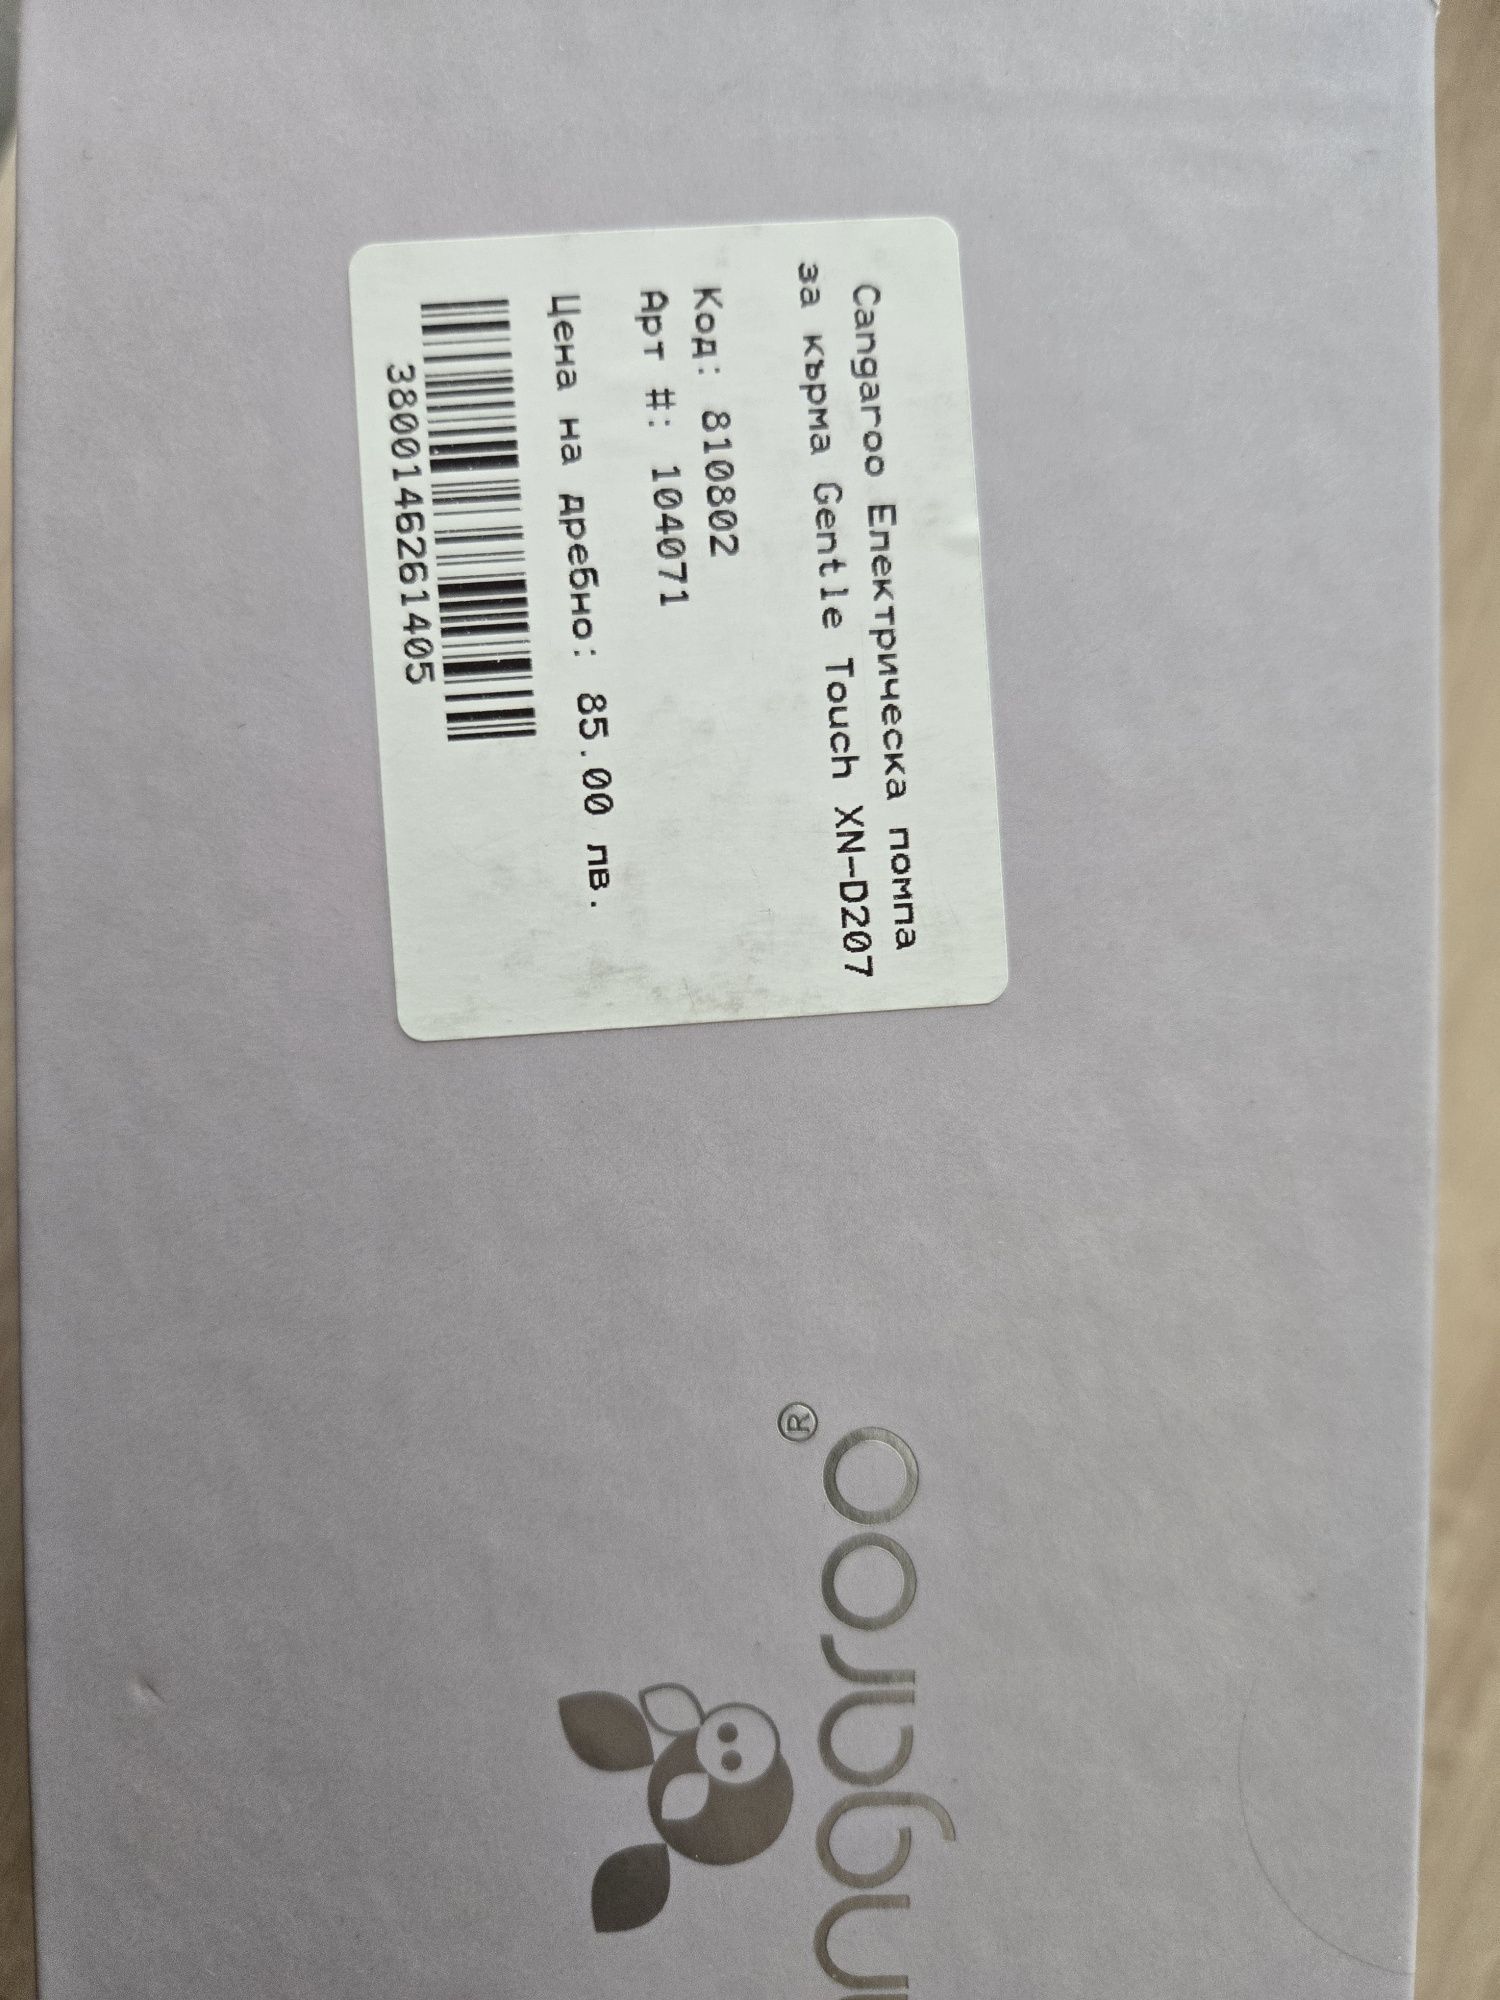 Cangaroo Електрическа помпа
за кърма Gentle Touch XN-D207
Код: 810802
Арт #: 104071
Цена на дребно: 85.00 лв.
3800146261405
ngaroo®